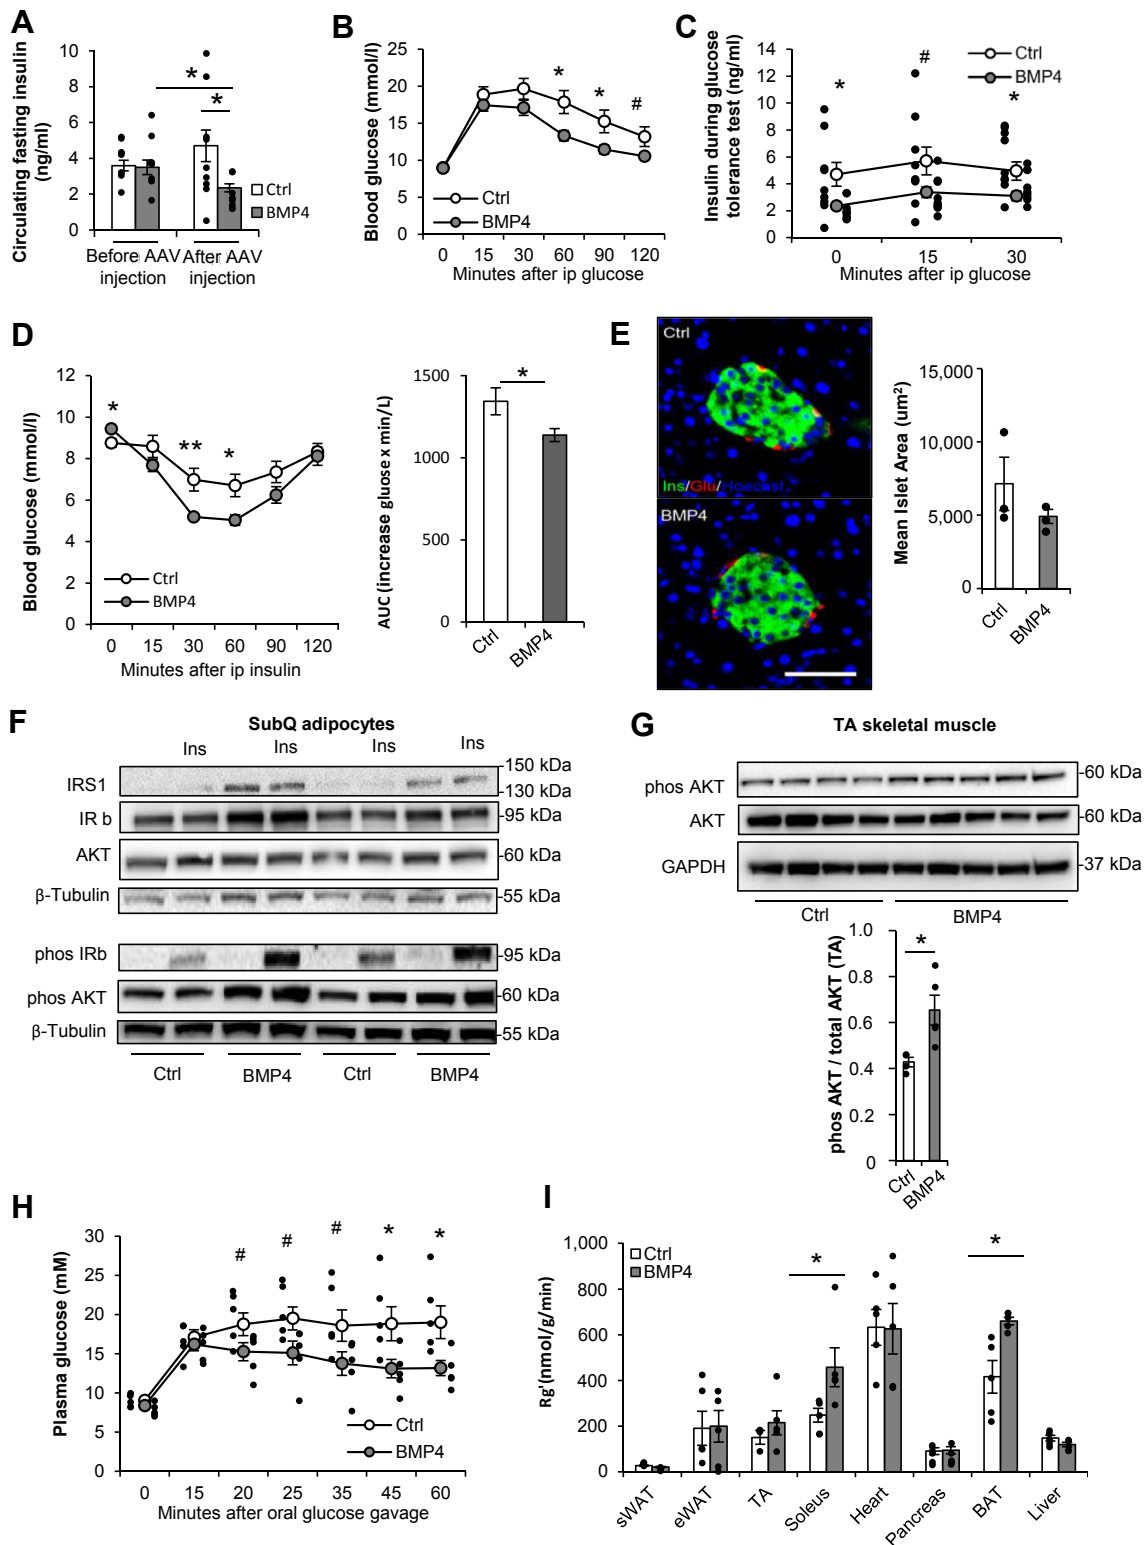 A
Circulating fasting insulin
(ng/ml)
10
8
6
4
2
0
*
*
Ctrl
BMP4
Before AAV
injection
After AAV
injection
B
Blood glucose (mmol/l)
25
20
15
10
5
0
*
*
#
Ctrl
BMP4
0 15 30 60 90 120
Minutes after ip glucose
C
Insulin during glucose
tolerance test (ng/ml)
14
12
10
8
6
4
2
0
*
#
*
Ctrl
BMP4
0 15 30
Minutes after ip glucose
D
Blood glucose (mmol/l)
12
10
8
6
4
2
0
*
**
*
Ctrl
BMP4
0 15 30 60 90 120
Minutes after ip insulin
AUC (increase gluose x min/L)
1500
1000
500
0
*
Ctrl
BMP4
E
Ctrl
Ins/Glu/Hoechst
BMP4
Mean Islet Area (um²)
15,000
10,000
5,000
0
Ctrl
BMP4
F
SubQ adipocytes
Ins Ins Ins Ins
IRS1
150 kDa
130 kDa
IR b
95 kDa
AKT
60 kDa
β-Tubulin
55 kDa
phos IRb
95 kDa
phos AKT
60 kDa
β-Tubulin
55 kDa
Ctrl BMP4 Ctrl BMP4
G
TA skeletal muscle
phos AKT
60 kDa
AKT
60 kDa
GAPDH
37 kDa
Ctrl BMP4
phos AKT / total AKT (TA)
1.0
0.8
0.6
0.4
0.2
0
*
Ctrl
BMP4
H
Plasma glucose (mM)
30
25
20
15
10
5
0
#
#
#
*
*
Ctrl
BMP4
0 15 20 25 35 45 60
Minutes after oral glucose gavage
I
Rg'(nmol/g/min)
1,000
800
600
400
200
0
Ctrl
BMP4
*
*
sWAT
eWAT
TA
Soleus
Heart
Pancreas
BAT
Liver